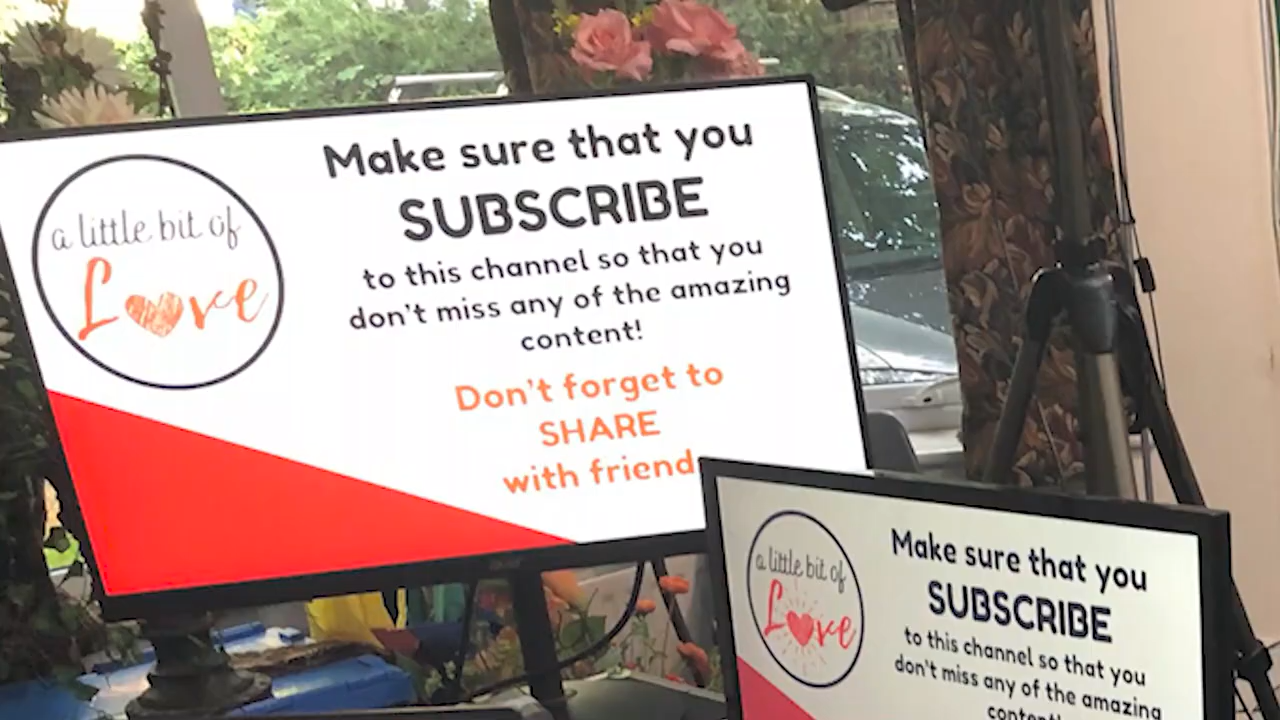 a little bit of
Love
Make sure that you
SUBSCRIBE
to this channel so that you
don't miss any of the amazing
content!
Don't forget to
SHARE
with friend
a little bit of
Love
Make sure that you
SUBSCRIBE
to this channel so that you
don't miss any of the amazing
content!